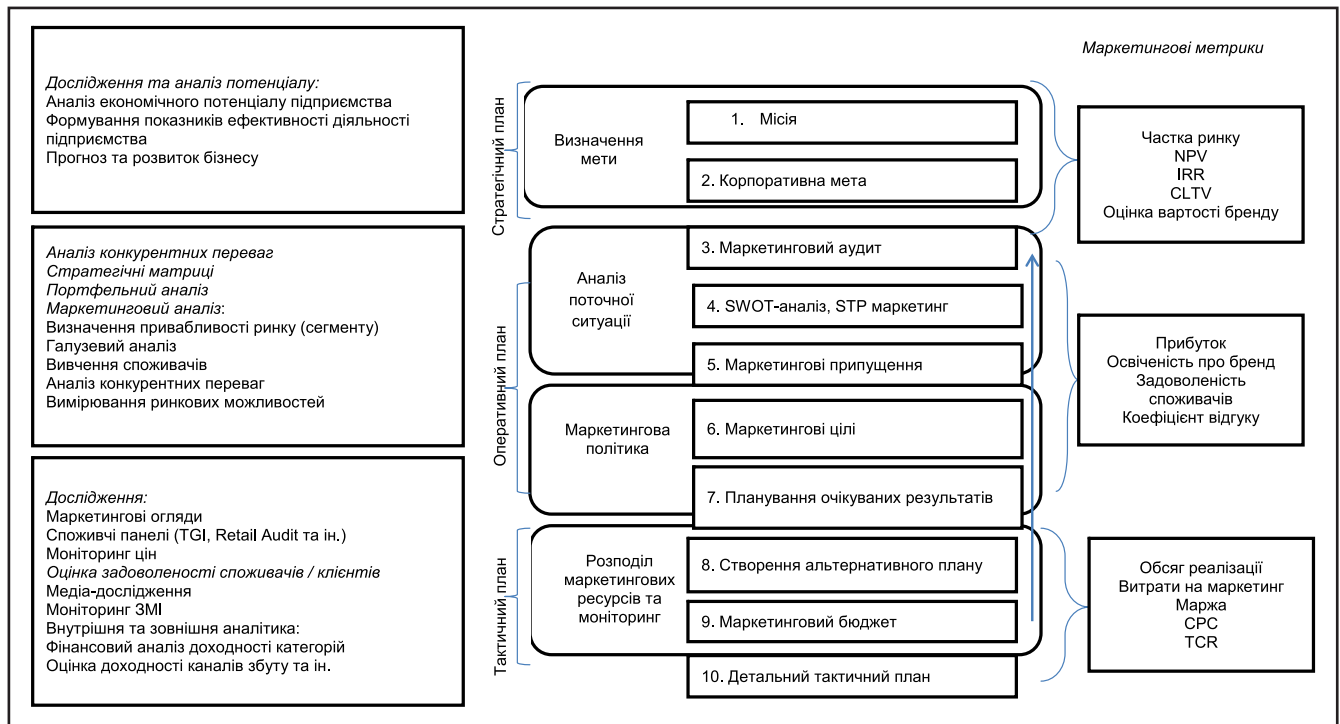 Дослідження та аналіз потенціалу:
Аналіз економічного потенціалу підприємства
Формування показників ефективності діяльності
підприємства
Прогноз та розвиток бізнесу
Аналіз конкурентних переваг
Стратегічні матриці
Портфельний аналіз
Маркетинговий аналіз:
Визначення привабливості ринку (сегменту)
Галузевий аналіз
Вивчення споживачів
Аналіз конкурентних переваг
Вимірювання ринкових можливостей
Дослідження:
Маркетингові огляди
Споживчі панелі (TGI, Retail Audit та ін.)
Моніторинг цін
Оцінка задоволеності споживачів / клієнтів
Медіа-дослідження
Моніторинг ЗМІ
Внутрішня та зовнішня аналітика:
Фінансовий аналіз доходності категорій
Оцінка доходності каналів збуту та ін.
Стратегічний план
Оперативний план
Тактичний план
Визначення
мети
1. Місія
2. Корпоративна мета
Аналіз
поточної
ситуації
3. Маркетинговий аудит
4. SWOT-аналіз, STP маркетинг
5. Маркетингові припущення
Маркетингова
політика
6. Маркетингові цілі
7. Планування очікуваних результатів
Розподіл
маркетингових
ресурсів та
моніторинг
8. Створення альтернативного плану
9. Маркетинговий бюджет
10. Детальний тактичний план
Маркетингові метрики
Частка ринку
NPV
IRR
CLTV
Оцінка вартості бренду
Прибуток
Освіченість про бренд
Задоволеність
споживачів
Коефіцієнт відгуку
Обсяг реалізації
Витрати на маркетинг
Маржа
CPC
TCR